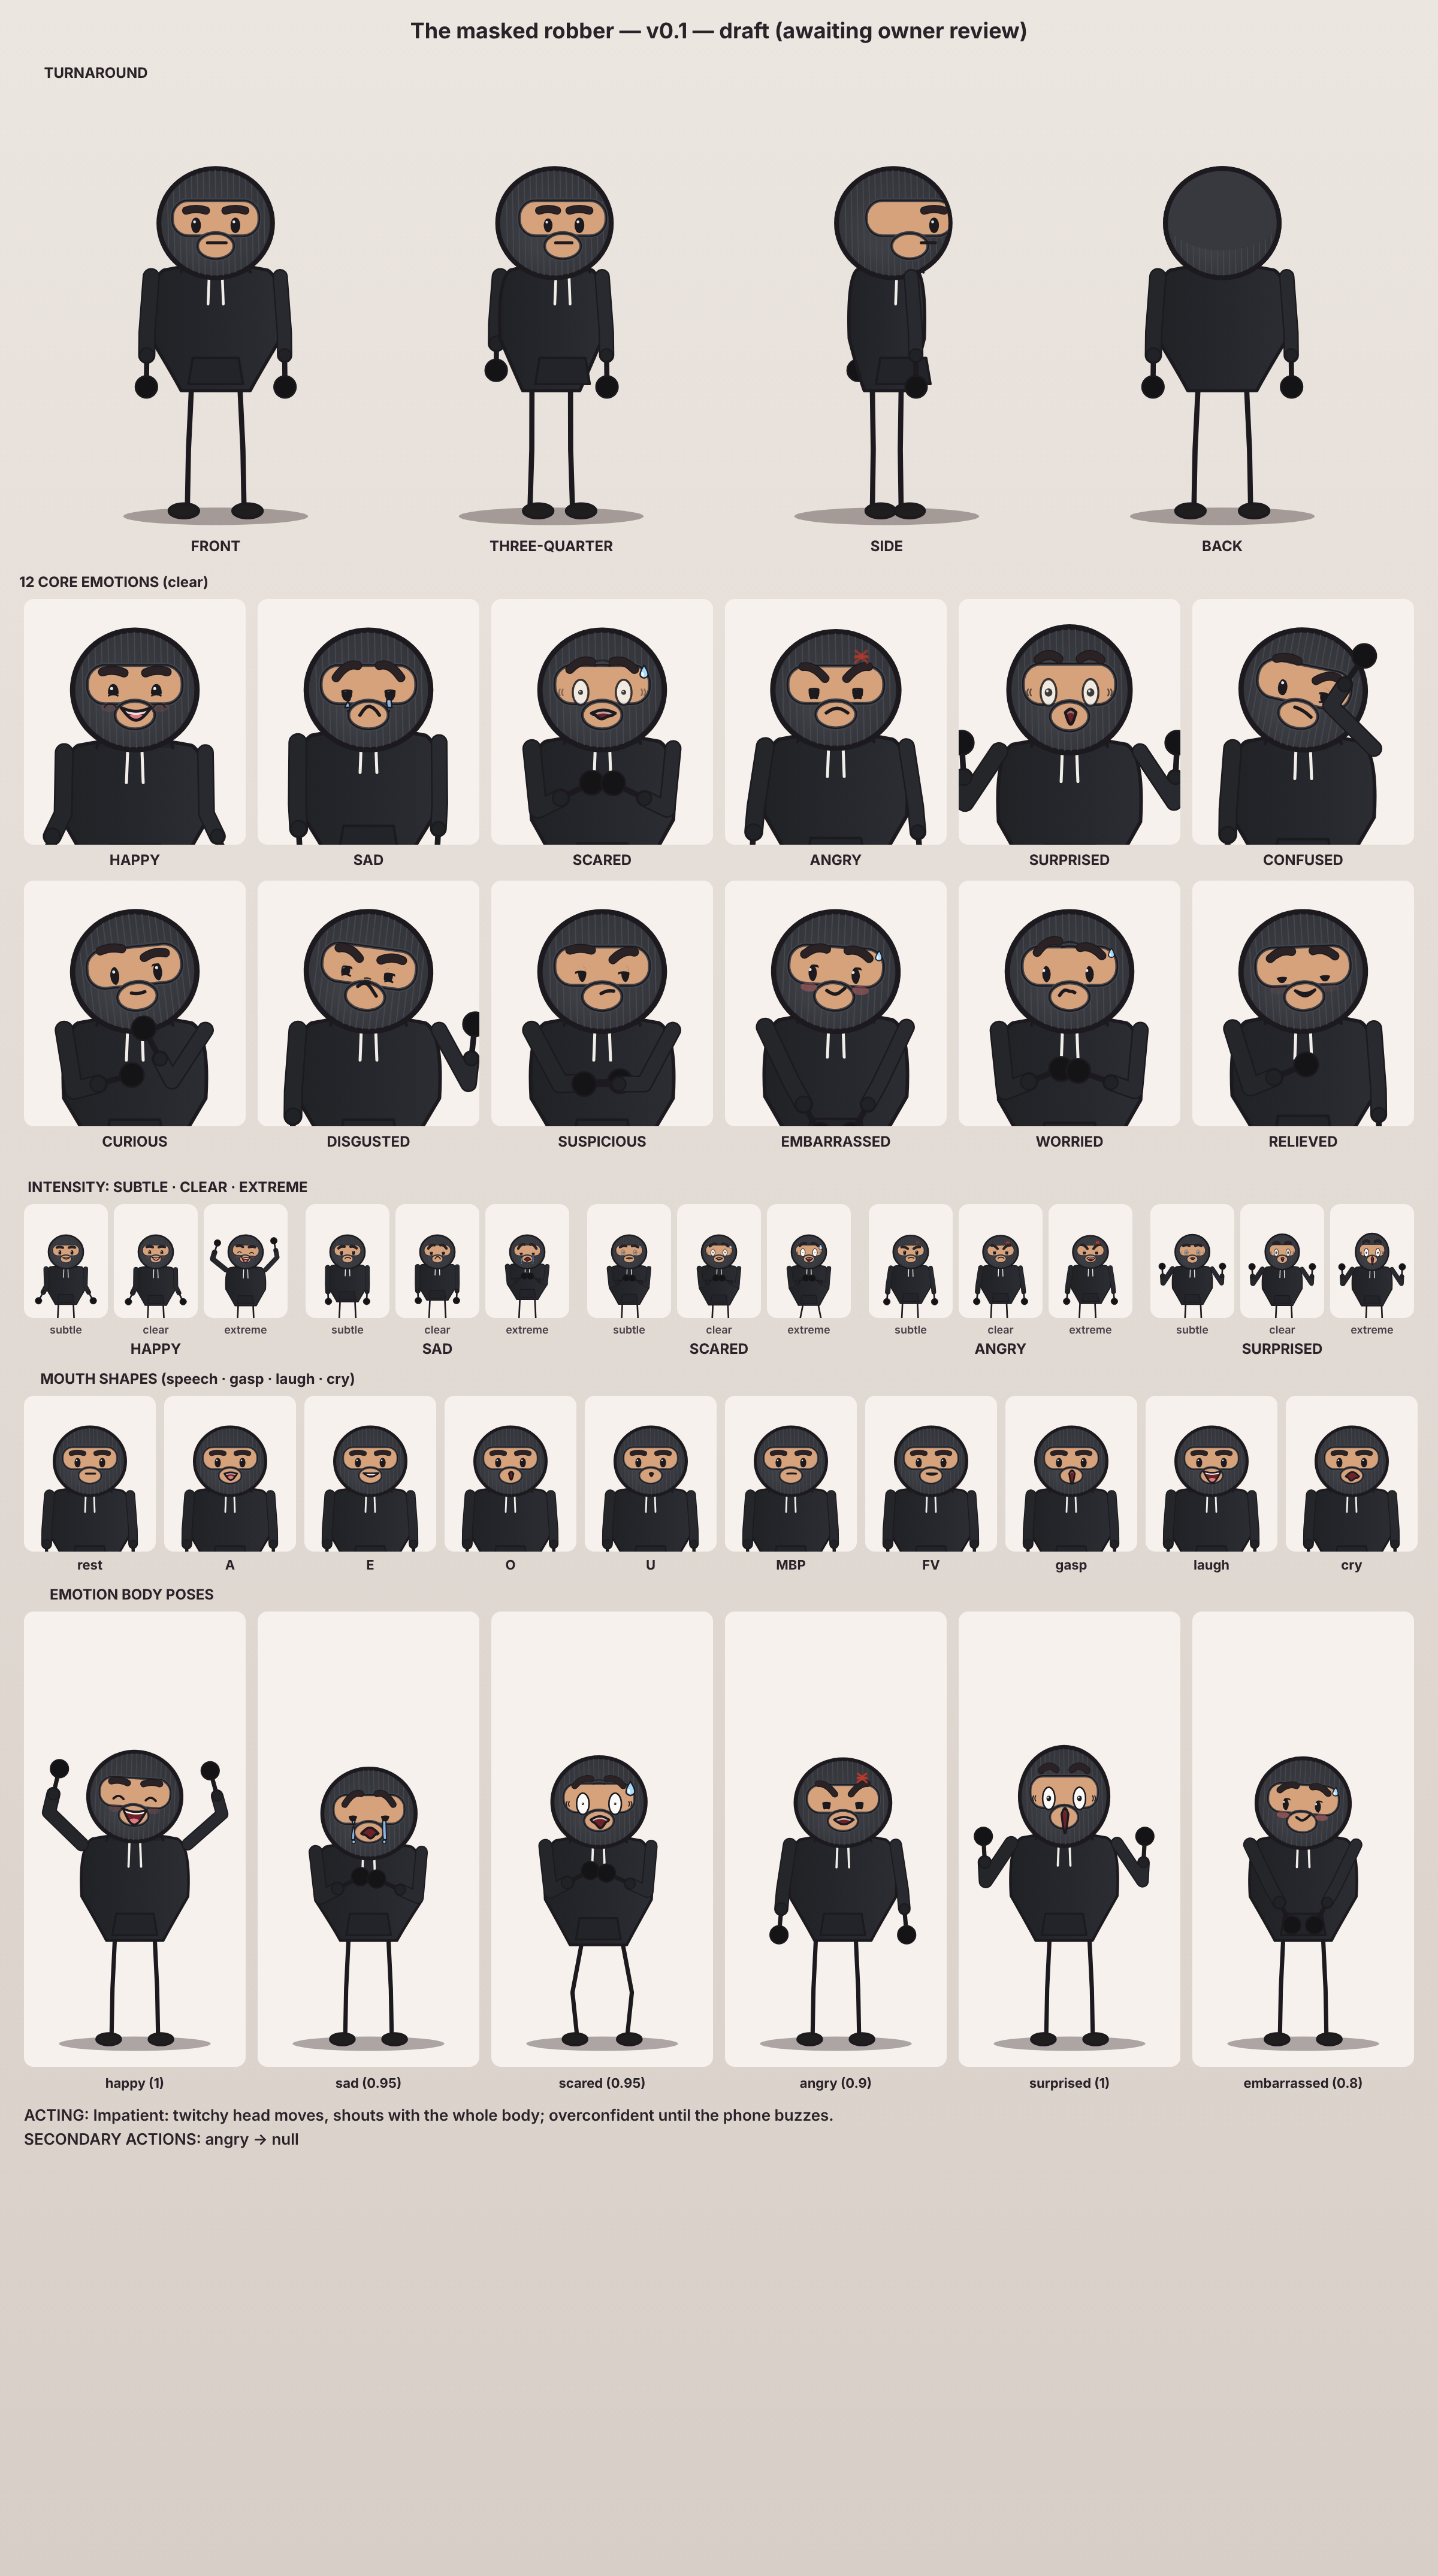 The masked robber — v0.1 — draft (awaiting owner review)
TURNAROUND
FRONT THREE-QUARTER SIDE BACK
12 CORE EMOTIONS (clear)
HAPPY SAD SCARED ANGRY SURPRISED CONFUSED
CURIOUS DISGUSTED SUSPICIOUS EMBARRASSED WORRIED RELIEVED
INTENSITY: SUBTLE · CLEAR · EXTREME
subtle clear extreme subtle clear extreme subtle clear extreme subtle clear extreme subtle clear extreme
HAPPY SAD SCARED ANGRY SURPRISED
MOUTH SHAPES (speech · gasp · laugh · cry)
rest A E O U MBP FV gasp laugh cry
EMOTION BODY POSES
happy (1) sad (0.95) scared (0.95) angry (0.9) surprised (1) embarrassed (0.8)
ACTING: Impatient: twitchy head moves, shouts with the whole body; overconfident until the phone buzzes.
SECONDARY ACTIONS: angry → null